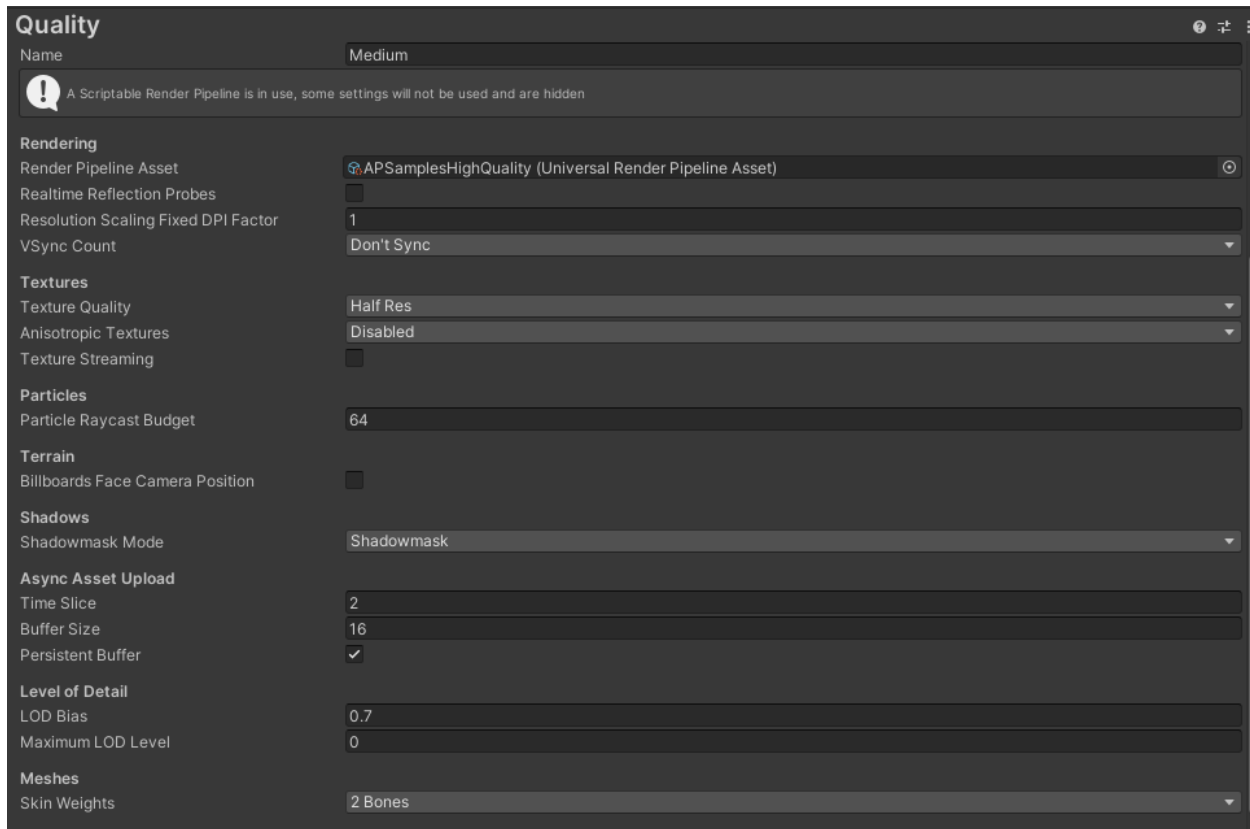 Quality
Name Medium
A Scriptable Render Pipeline is in use, some settings will not be used and are hidden
Rendering
Render Pipeline Asset APSamplesHighQuality (Universal Render Pipeline Asset)
Realtime Reflection Probes
Resolution Scaling Fixed DPI Factor 1
VSync Count Don't Sync
Textures
Texture Quality Half Res
Anisotropic Textures Disabled
Texture Streaming
Particles
Particle Raycast Budget 64
Terrain
Billboards Face Camera Position
Shadows
Shadowmask Mode Shadowmask
Async Asset Upload
Time Slice 2
Buffer Size 16
Persistent Buffer
Level of Detail
LOD Bias 0.7
Maximum LOD Level 0
Meshes
Skin Weights 2 Bones